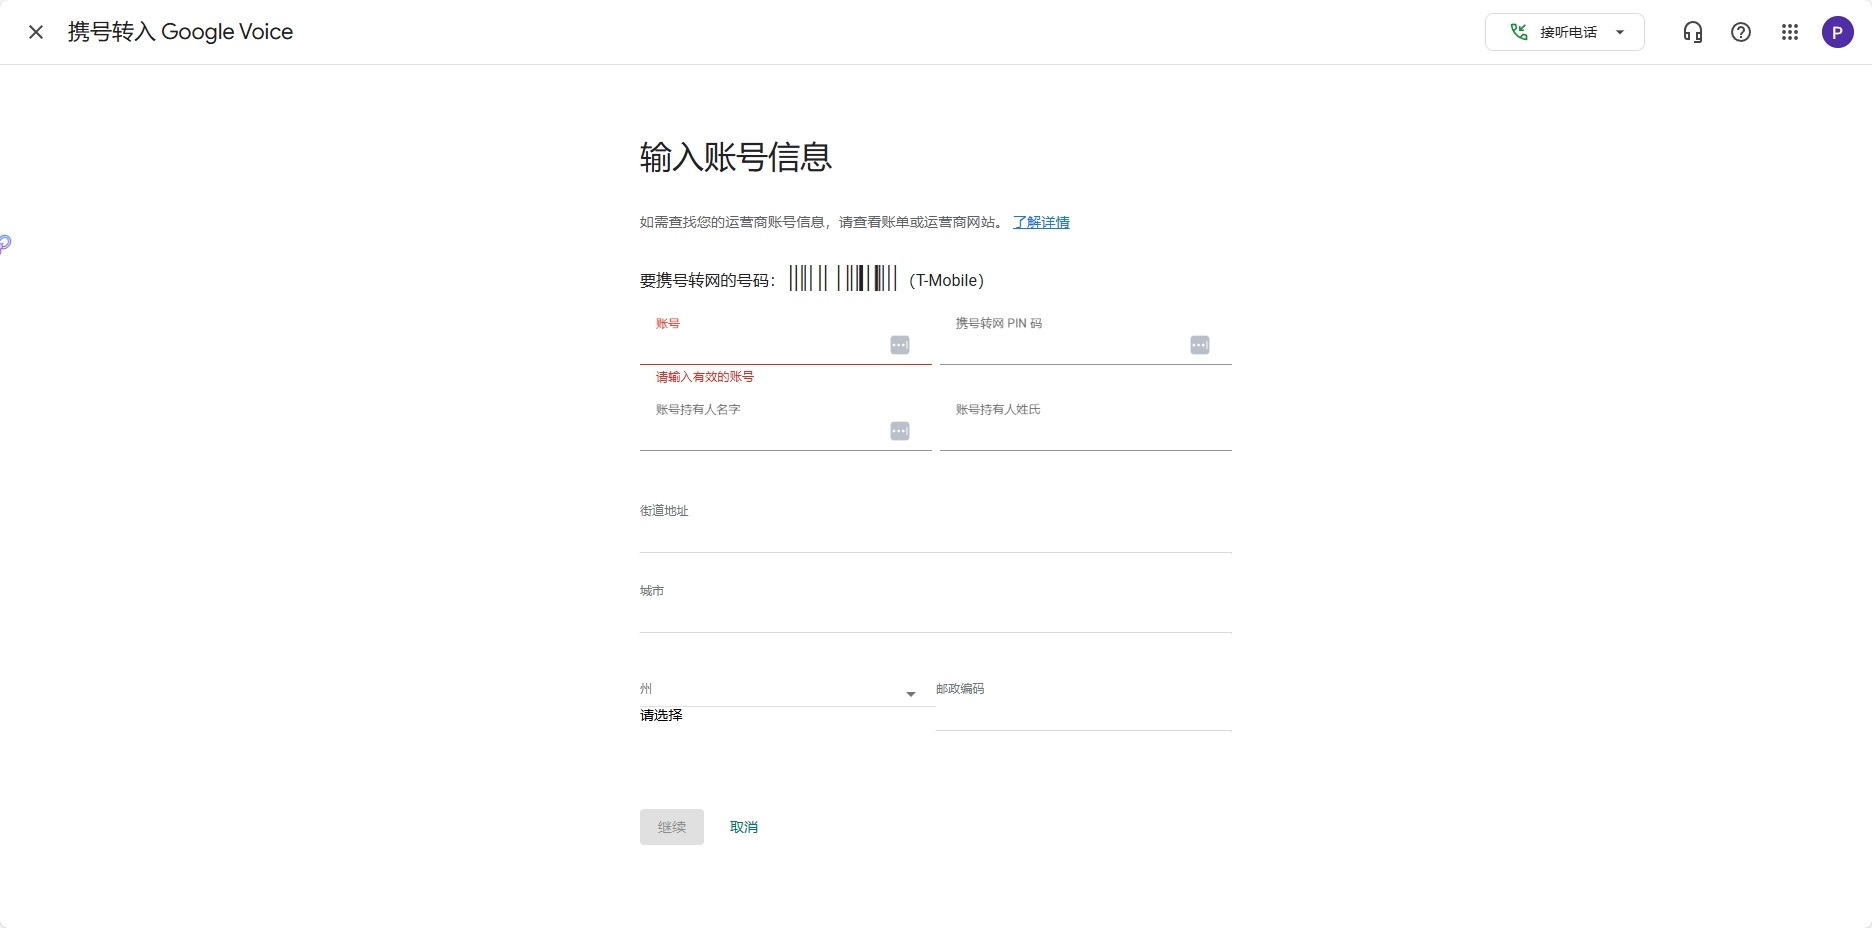 携号转入 Google Voice
接听电话
P
输入账号信息
如需查找您的运营商账号信息，请查看账单或运营商网站。 了解详情
要携号转网的号码： （T-Mobile）
账号
携号转网 PIN 码
请输入有效的账号
账号持有人名字
账号持有人姓氏
街道地址
城市
州
邮政编码
请选择
继续
取消